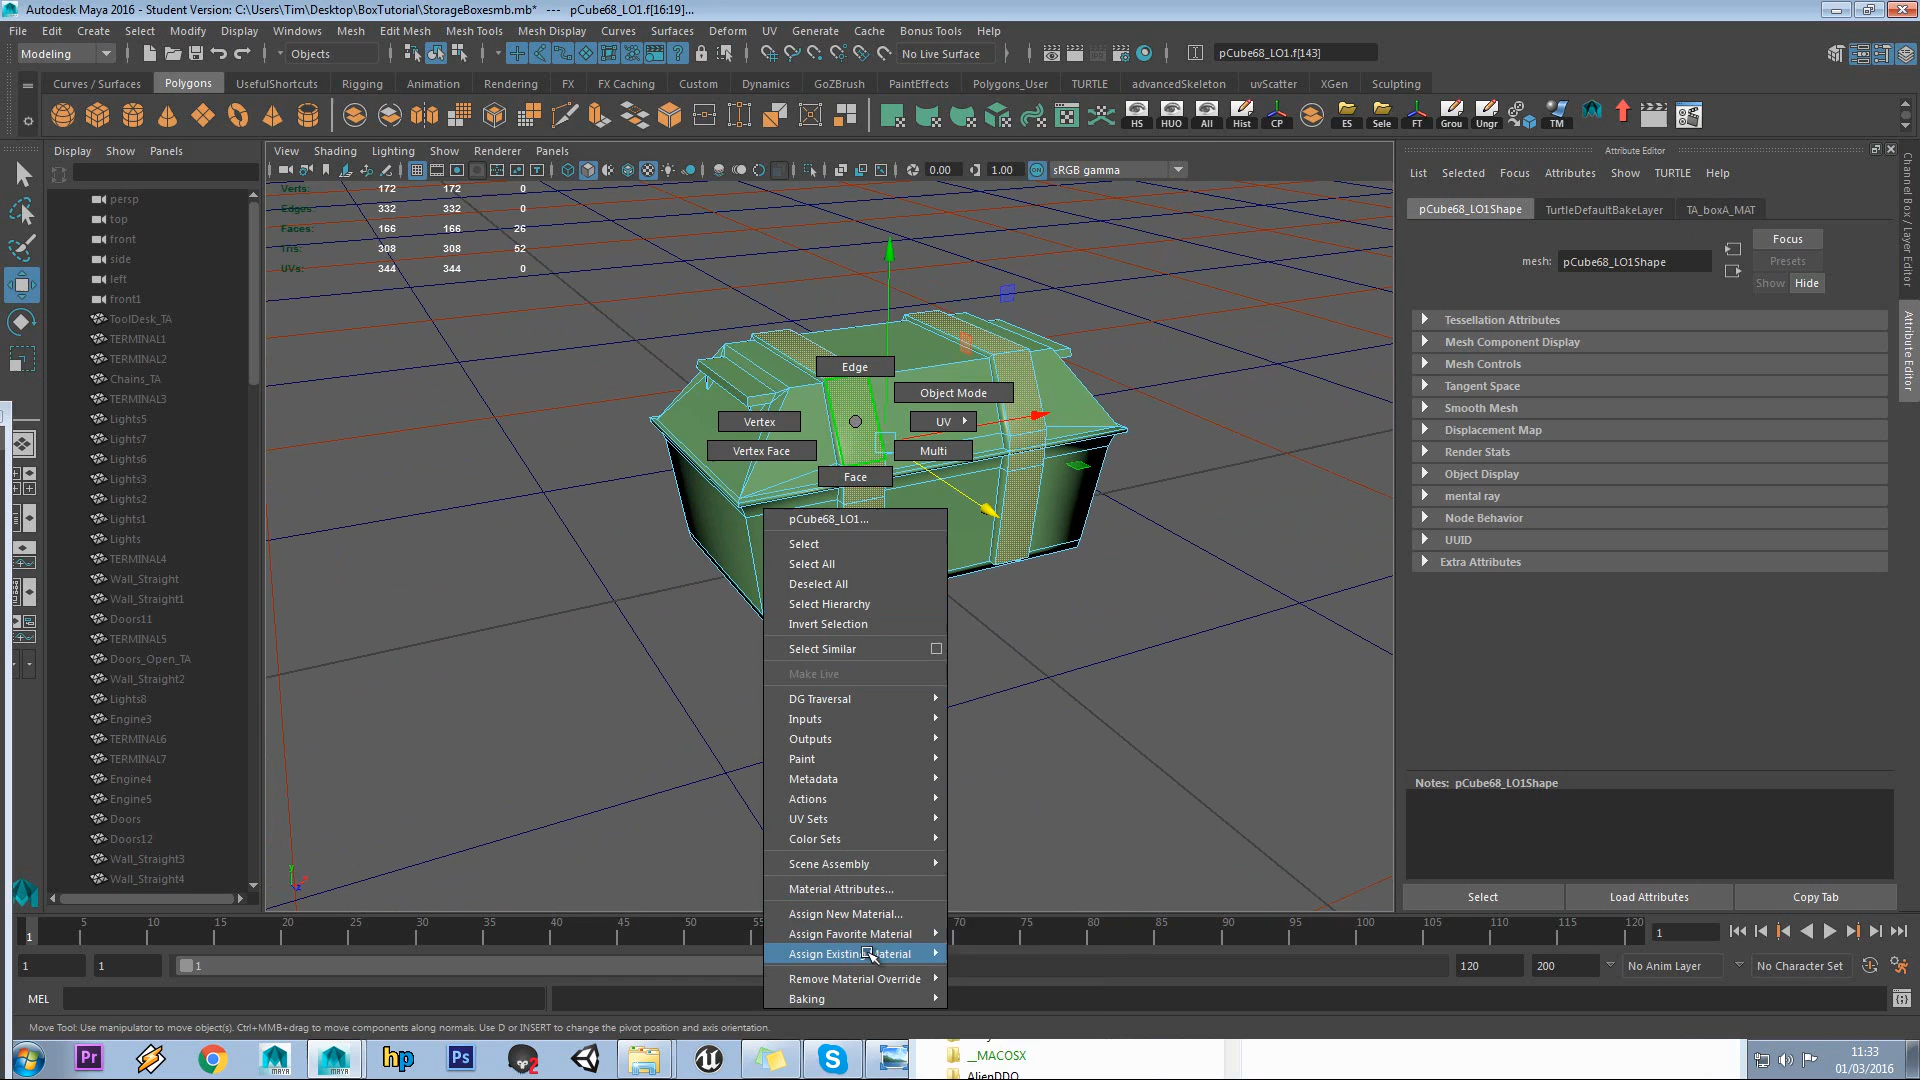 Autodesk Maya 2016 - Student Version: C:\Users\Tim\Desktop\BoxTutorial\StorageBoxesmb.mb* --- pCube68_LO1.f[16:19]...
File Edit Create Select Modify Display Windows Mesh Edit Mesh Mesh Tools Mesh Display Curves Surfaces Deform UV Generate Cache Bonus Tools Help
Modeling Objects No Live Surface pCube68_LO1.f[143]
Curves / Surfaces Polygons UsefulShortcuts Rigging Animation Rendering FX FX Caching Custom Dynamics GoZBrush PaintEffects Polygons_User TURTLE advancedSkeleton uvScatter XGen Sculpting
HS HUO All Hist CP ES Sele FT Grou Ungr TM
Display Show Panels
View Shading Lighting Show Renderer Panels
0.00 1.00 sRGB gamma
Verts: 172 172 0
Edges: 332 332 0
Faces: 166 166 26
Tris: 308 308 52
UVs: 344 344 0
persp
top
front
side
left
front1
ToolDesk_TA
TERMINAL1
TERMINAL2
Chains_TA
TERMINAL3
Lights5
Lights7
Lights6
Lights3
Lights2
Lights1
Lights
TERMINAL4
Wall_Straight
Wall_Straight1
Doors11
TERMINAL5
Doors_Open_TA
Wall_Straight2
Lights8
Engine3
TERMINAL6
TERMINAL7
Engine4
Engine5
Doors
Doors12
Wall_Straight3
Wall_Straight4
Edge
Object Mode
Vertex
UV
Vertex Face
Multi
Face
pCube68_LO1...
Select
Select All
Deselect All
Select Hierarchy
Invert Selection
Select Similar
Make Live
DG Traversal
Inputs
Outputs
Paint
Metadata
Actions
UV Sets
Color Sets
Scene Assembly
Material Attributes...
Assign New Material...
Assign Favorite Material
Assign Existing Material
Remove Material Override
Baking
Attribute Editor
List Selected Focus Attributes Show TURTLE Help
pCube68_LO1Shape TurtleDefaultBakeLayer TA_boxA_MAT
Focus
mesh: pCube68_LO1Shape
Presets
Show Hide
Tessellation Attributes
Mesh Component Display
Mesh Controls
Tangent Space
Smooth Mesh
Displacement Map
Render Stats
Object Display
mental ray
Node Behavior
UUID
Extra Attributes
Notes: pCube68_LO1Shape
Select Load Attributes Copy Tab
Channel Box / Layer Editor
Attribute Editor
5 10 15 20 25 30 35 40 45 50 70 75 80 85 90 95 100 105 110 115 120
1 1
1 1 1 120 200 No Anim Layer No Character Set
MEL
Move Tool: Use manipulator to move object(s). Ctrl+MMB+drag to move components along normals. Use D or INSERT to change the pivot position and axis orientation.
Pr MAYA MAYA hp Ps 2
__MACOSX
AlienDDO
11:33
01/03/2016